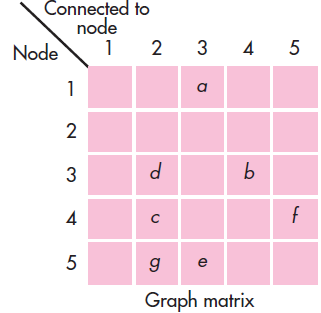 Connected to
node
Node 1 2 3 4 5
1 a
2
3 d b
4 c f
5 g e
Graph matrix